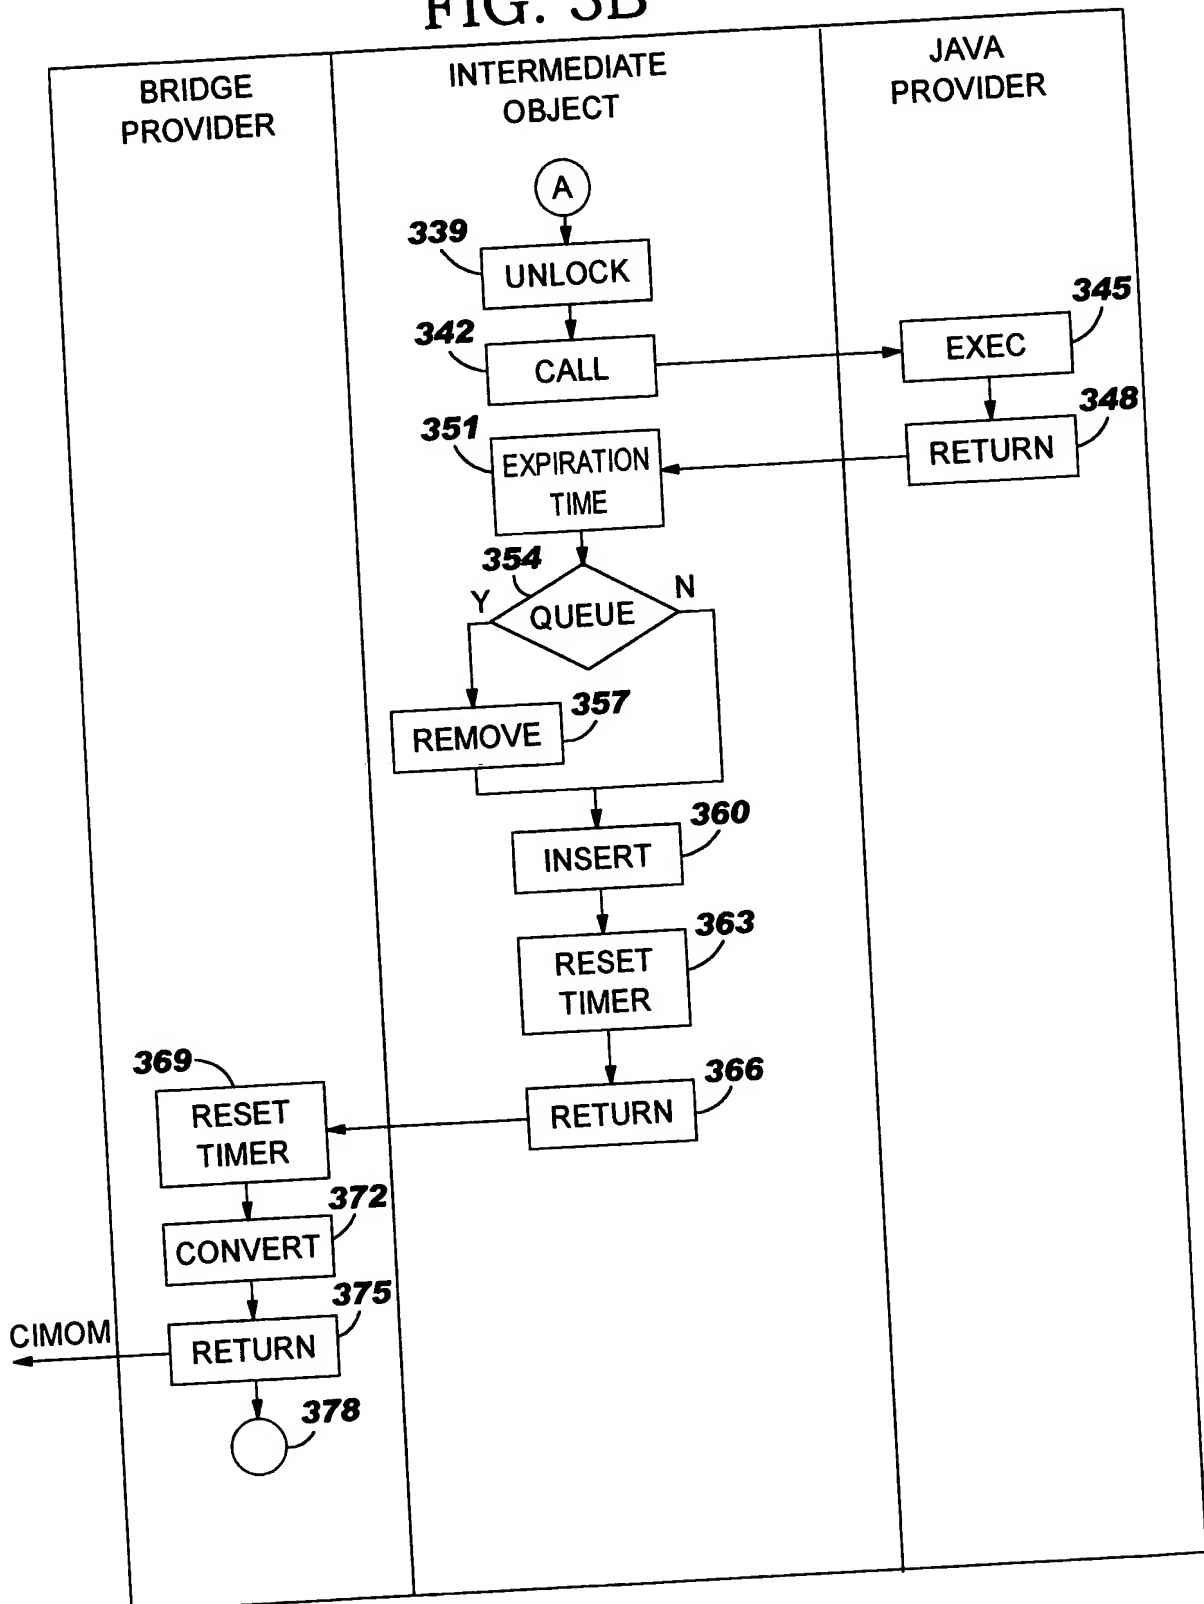 FIG. 3B
BRIDGE
PROVIDER
INTERMEDIATE
OBJECT
JAVA
PROVIDER
A
339
UNLOCK
342
CALL
345
EXEC
348
RETURN
351
EXPIRATION
TIME
354
Y
QUEUE
N
357
REMOVE
360
INSERT
363
RESET
TIMER
366
RETURN
369
RESET
TIMER
372
CONVERT
375
CIMOM
RETURN
378